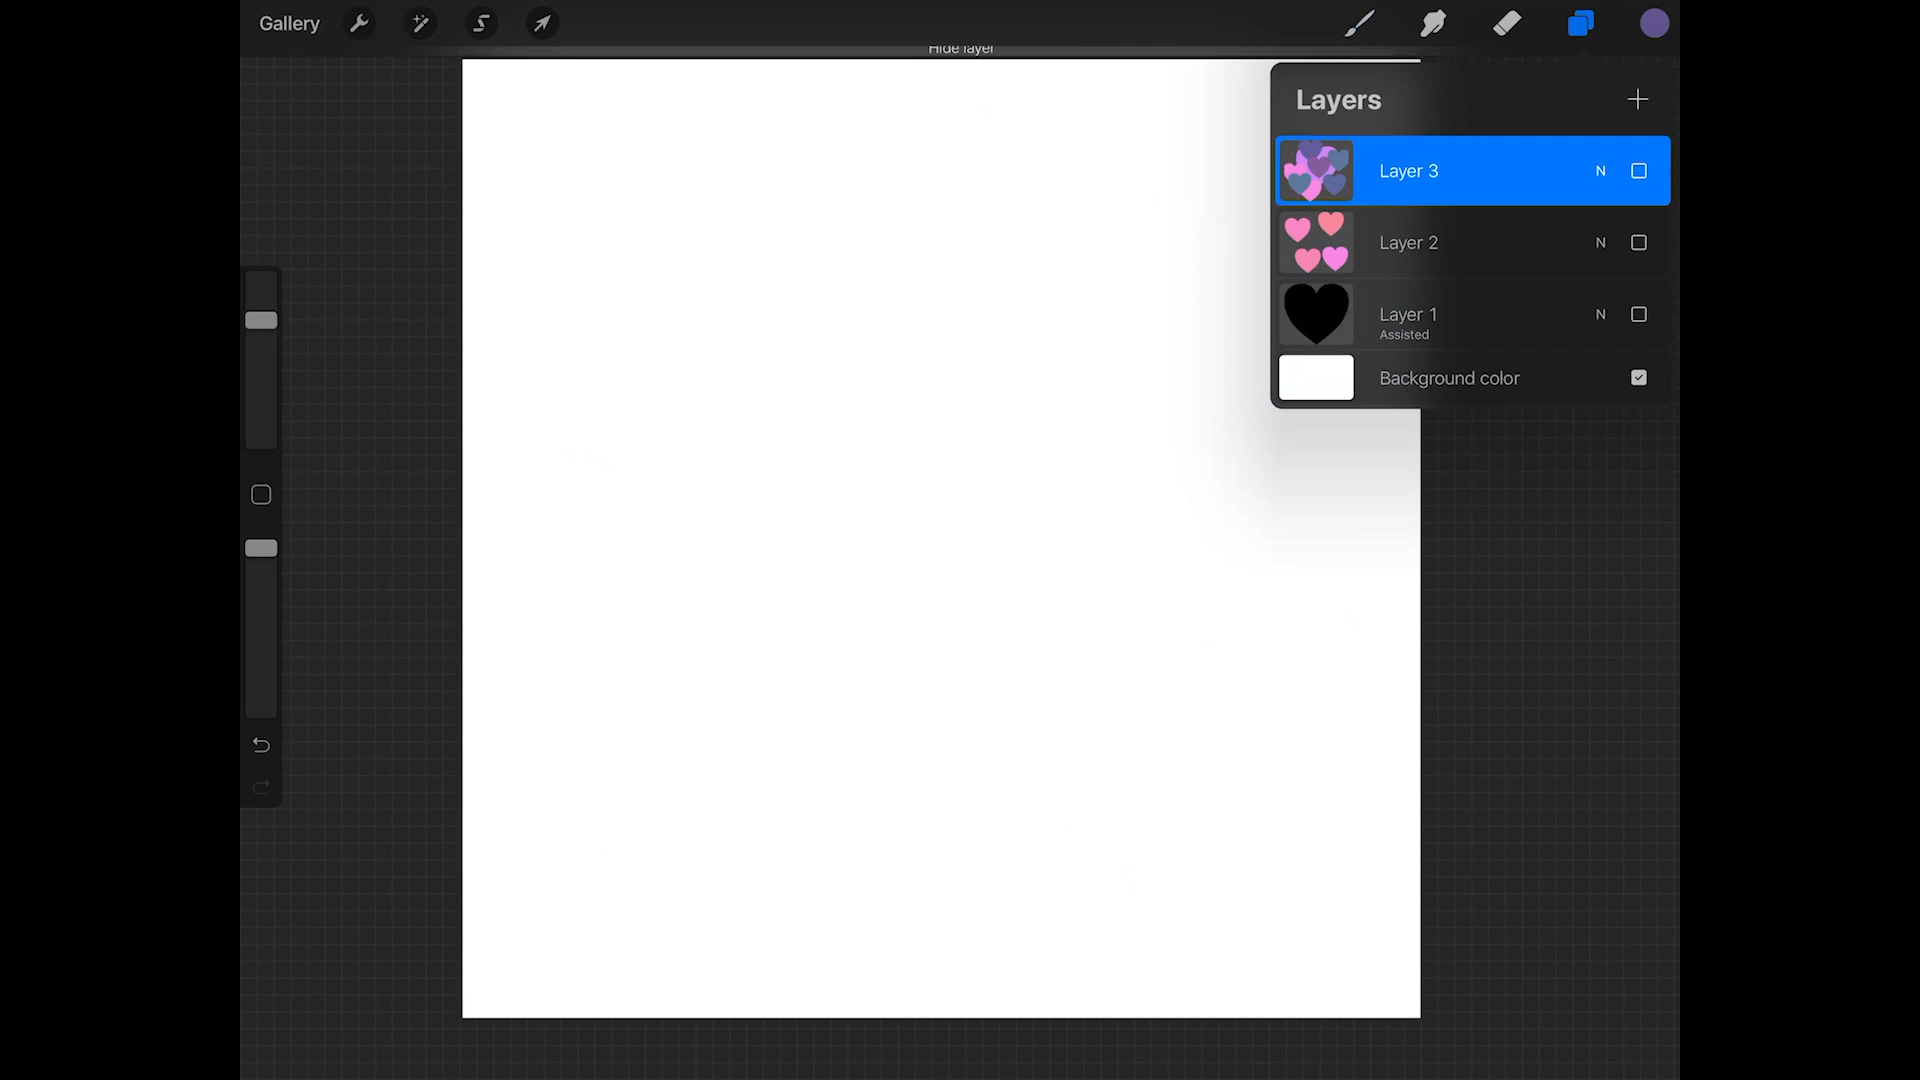 Gallery
Hide layer
Layers
Layer 3 N
Layer 2 N
Layer 1 N
Assisted
Background color